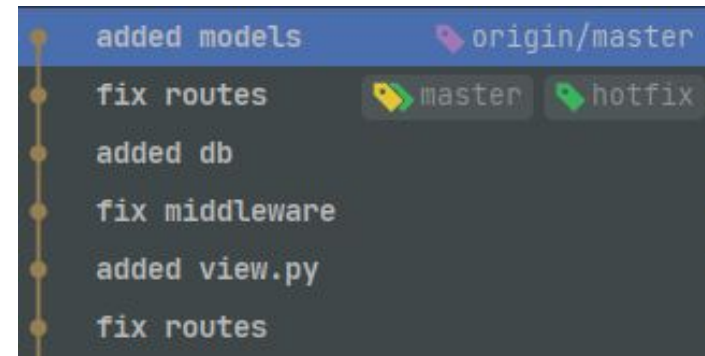 added models origin/master
fix routes master hotfix
added db
fix middleware
added view.py
fix routes